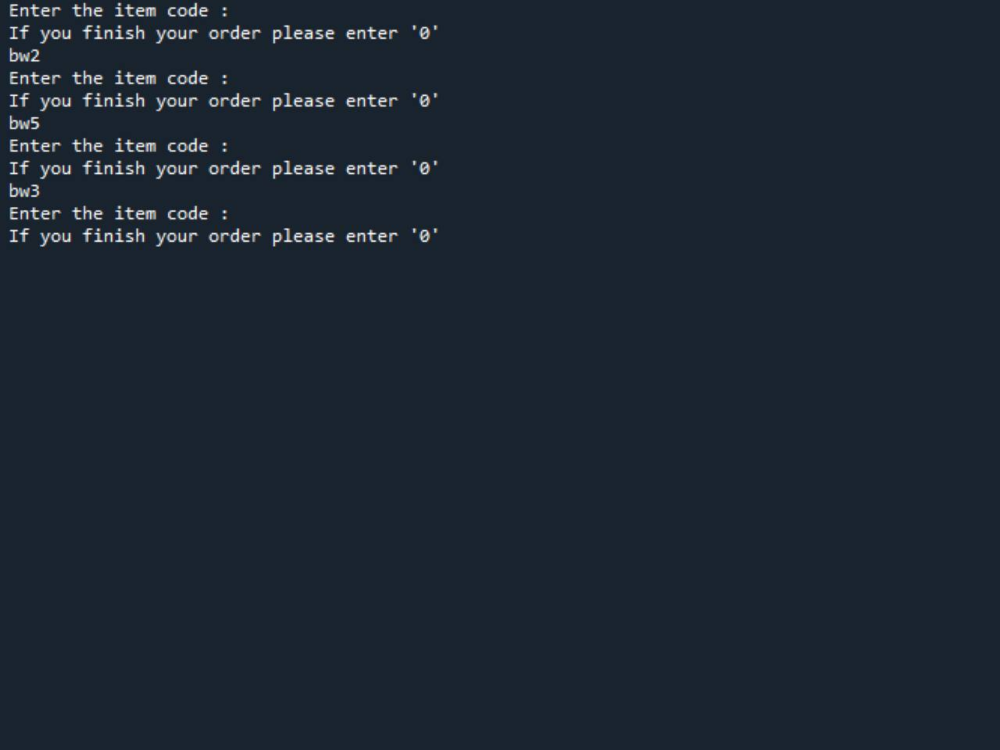 Enter the item code :
If you finish your order please enter '0'
bw2
Enter the item code :
If you finish your order please enter '0'
bw5
Enter the item code :
If you finish your order please enter '0'
bw3
Enter the item code :
If you finish your order please enter '0'